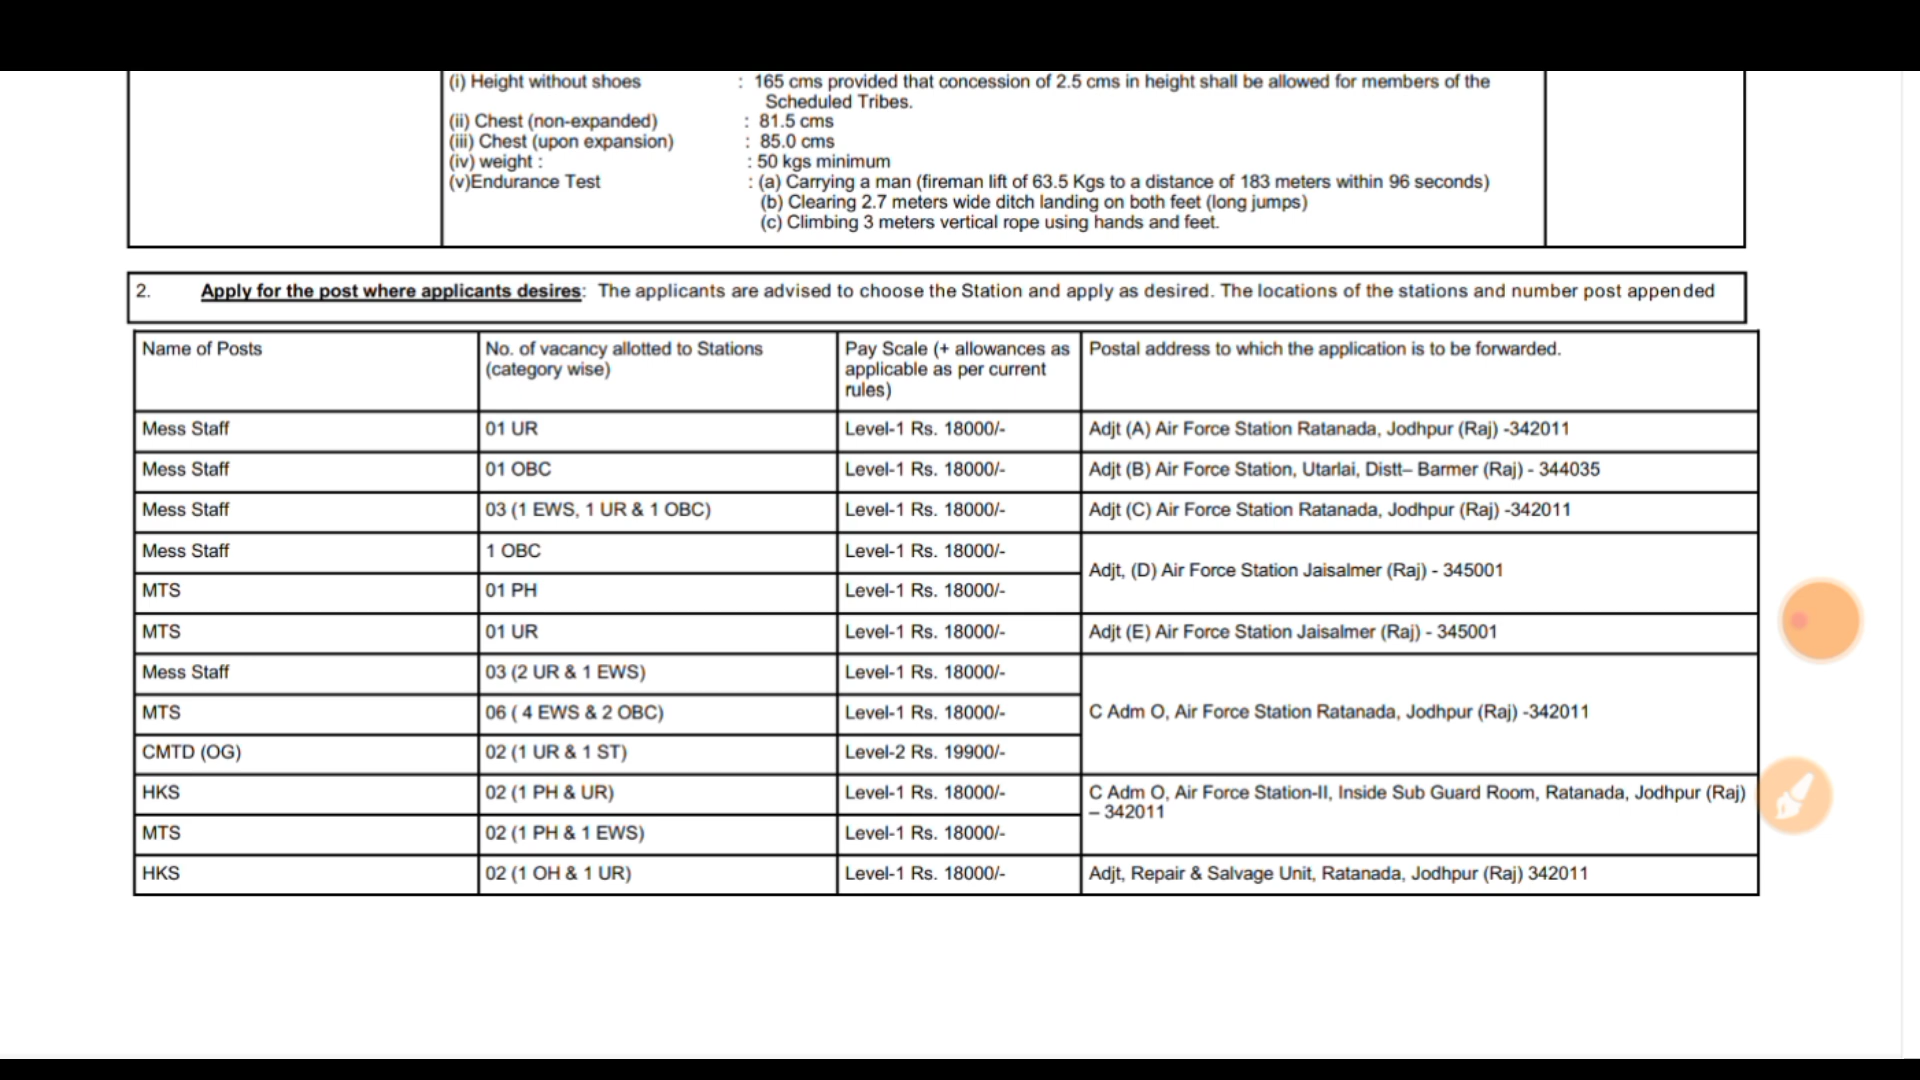 (i) Height without shoes : 165 cms provided that concession of 2.5 cms in height shall be allowed for members of the
Scheduled Tribes.
(ii) Chest (non-expanded) : 81.5 cms
(iii) Chest (upon expansion) : 85.0 cms
(iv) weight : : 50 kgs minimum
(v)Endurance Test : (a) Carrying a man (fireman lift of 63.5 Kgs to a distance of 183 meters within 96 seconds)
(b) Clearing 2.7 meters wide ditch landing on both feet (long jumps)
(c) Climbing 3 meters vertical rope using hands and feet.
2. Apply for the post where applicants desires: The applicants are advised to choose the Station and apply as desired. The locations of the stations and number post appended
Name of Posts No. of vacancy allotted to Stations Pay Scale (+ allowances as Postal address to which the application is to be forwarded.
(category wise) applicable as per current
rules)
Mess Staff 01 UR Level-1 Rs. 18000/- Adjt (A) Air Force Station Ratanada, Jodhpur (Raj) -342011
Mess Staff 01 OBC Level-1 Rs. 18000/- Adjt (B) Air Force Station, Utarlai, Distt– Barmer (Raj) - 344035
Mess Staff 03 (1 EWS, 1 UR & 1 OBC) Level-1 Rs. 18000/- Adjt (C) Air Force Station Ratanada, Jodhpur (Raj) -342011
Mess Staff 1 OBC Level-1 Rs. 18000/-
Adjt, (D) Air Force Station Jaisalmer (Raj) - 345001
MTS 01 PH Level-1 Rs. 18000/-
MTS 01 UR Level-1 Rs. 18000/- Adjt (E) Air Force Station Jaisalmer (Raj) - 345001
Mess Staff 03 (2 UR & 1 EWS) Level-1 Rs. 18000/-
MTS 06 ( 4 EWS & 2 OBC) Level-1 Rs. 18000/- C Adm O, Air Force Station Ratanada, Jodhpur (Raj) -342011
CMTD (OG) 02 (1 UR & 1 ST) Level-2 Rs. 19900/-
HKS 02 (1 PH & UR) Level-1 Rs. 18000/- C Adm O, Air Force Station-II, Inside Sub Guard Room, Ratanada, Jodhpur (Raj)
– 342011
MTS 02 (1 PH & 1 EWS) Level-1 Rs. 18000/-
HKS 02 (1 OH & 1 UR) Level-1 Rs. 18000/- Adjt, Repair & Salvage Unit, Ratanada, Jodhpur (Raj) 342011